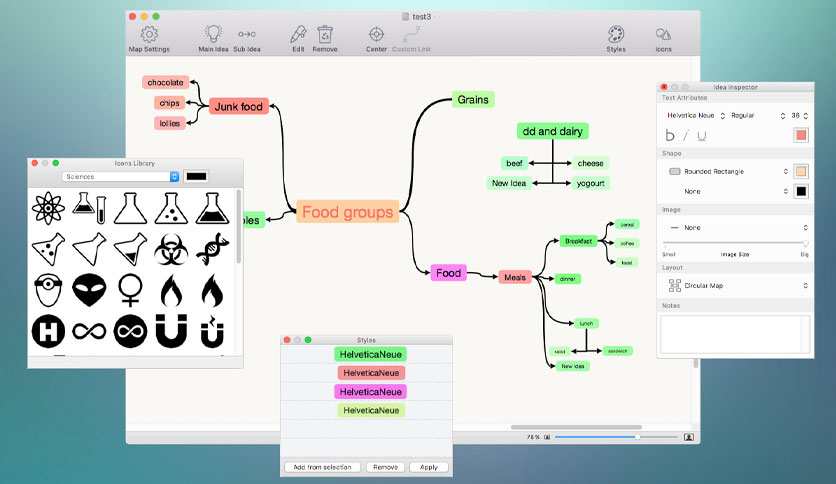 test3
Map Settings
Main Idea
Sub Idea
Edit
Remove
Center
Custom Link
Styles
Icons
chocolate
chips
lollies
Junk food
Grains
dd and dairy
beef
cheese
New Idea
yogourt
Food groups
Food
Meals
Breakfast
cereal
coffee
toast
dinner
lunch
salad
sandwich
New Idea
78%
Icons Library
Sciences
Styles
HelveticaNeue
HelveticaNeue
HelveticaNeue
HelveticaNeue
Add from selection
Remove
Apply
Idea Inspector
Text Attributes
Helvetica Neue
Regular
36
b / U
Shape
Rounded Rectangle
None
Image
None
Small
Image Size
Big
Layout
Circular Map
Notes